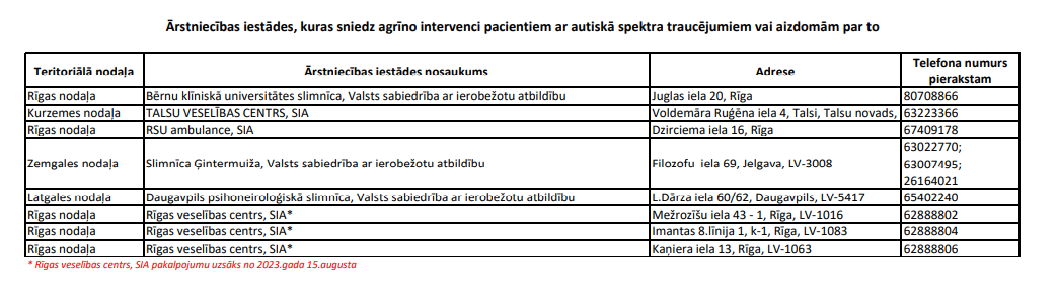 Ārstniecības iestādes, kuras sniedz agrīno intervenci pacientiem ar autiskā spektra traucējumiem vai aizdomām par to
Teritoriālā nodaļa Ārstniecības iestādes nosaukums Adrese Telefona numurs pierakstam
Rīgas nodaļa Bērnu klīniskā universitātes slimnīca, Valsts sabiedrība ar ierobežotu atbildību Juglas iela 20, Rīga 80708866
Kurzemes nodaļa TALSU VESELĪBAS CENTRS, SIA Voldemāra Ruģēna iela 4, Talsi, Talsu novads, 63223366
Rīgas nodaļa RSU ambulance, SIA Dzirciema iela 16, Rīga 67409178
Zemgales nodaļa Slimnīca Ģintermuiža, Valsts sabiedrība ar ierobežotu atbildību Filozofu iela 69, Jelgava, LV-3008 63022770; 63007495; 26164021
Latgales nodaļa Daugavpils psihoneiroloģiskā slimnīca, Valsts sabiedrība ar ierobežotu atbildību L.Dārza iela 60/62, Daugavpils, LV-5417 65402240
Rīgas nodaļa Rīgas veselības centrs, SIA* Mežrozīšu iela 43 - 1, Rīga, LV-1016 62888802
Rīgas nodaļa Rīgas veselības centrs, SIA* Imantas 8.līnija 1, k-1, Rīga, LV-1083 62888804
Rīgas nodaļa Rīgas veselības centrs, SIA* Kaņiera iela 13, Rīga, LV-1063 62888806
* Rīgas veselības centrs, SIA pakalpojumu uzsāks no 2023.gada 15.augusta